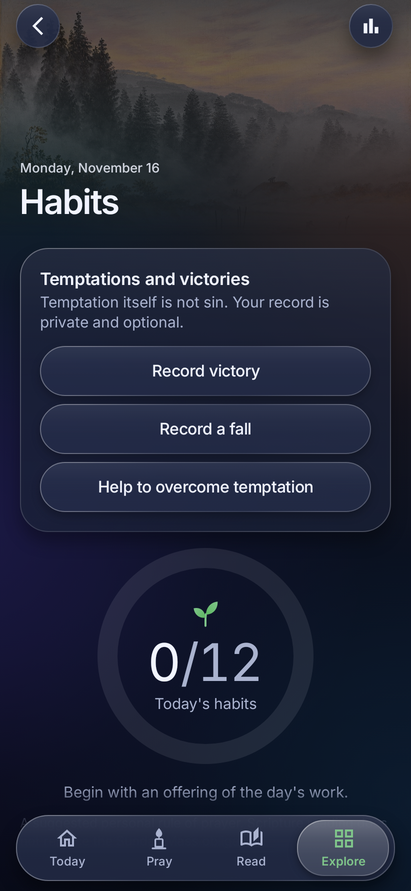 Monday, November 16
Habits
Temptations and victories
Temptation itself is not sin. Your record is
private and optional.
Record victory
Record a fall
Help to overcome temptation
0/12
Today's habits
Begin with an offering of the day's work.
Today
Pray
Read
Explore